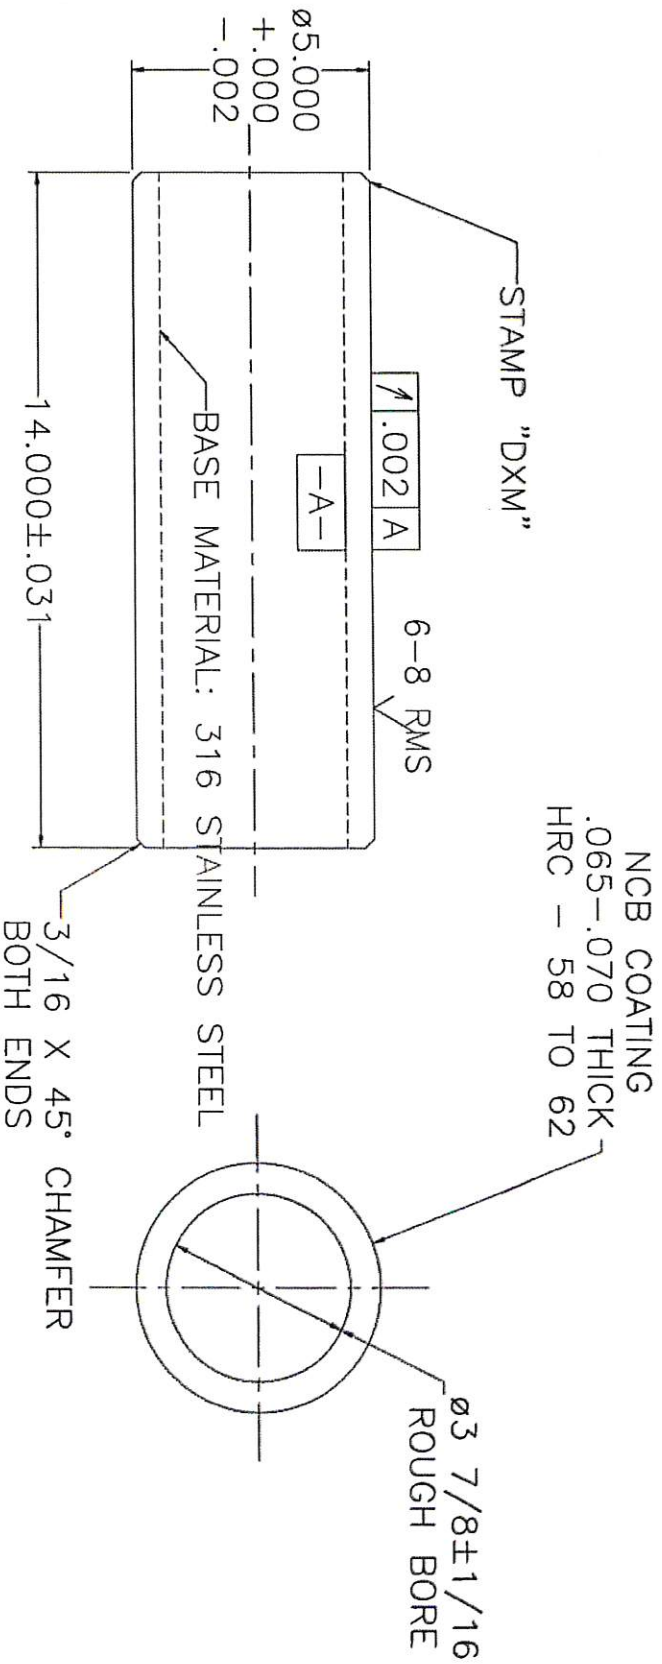 STAMP "DXM"
ø5.000
+.000
-.002
.002 A
-A-
6-8 RMS
BASE MATERIAL: 316 STAINLESS STEEL
14.000±.031
3/16 X 45° CHAMFER
BOTH ENDS
NCB COATING
.065-.070 THICK
HRC - 58 TO 62
ø3 7/8±1/16
ROUGH BORE